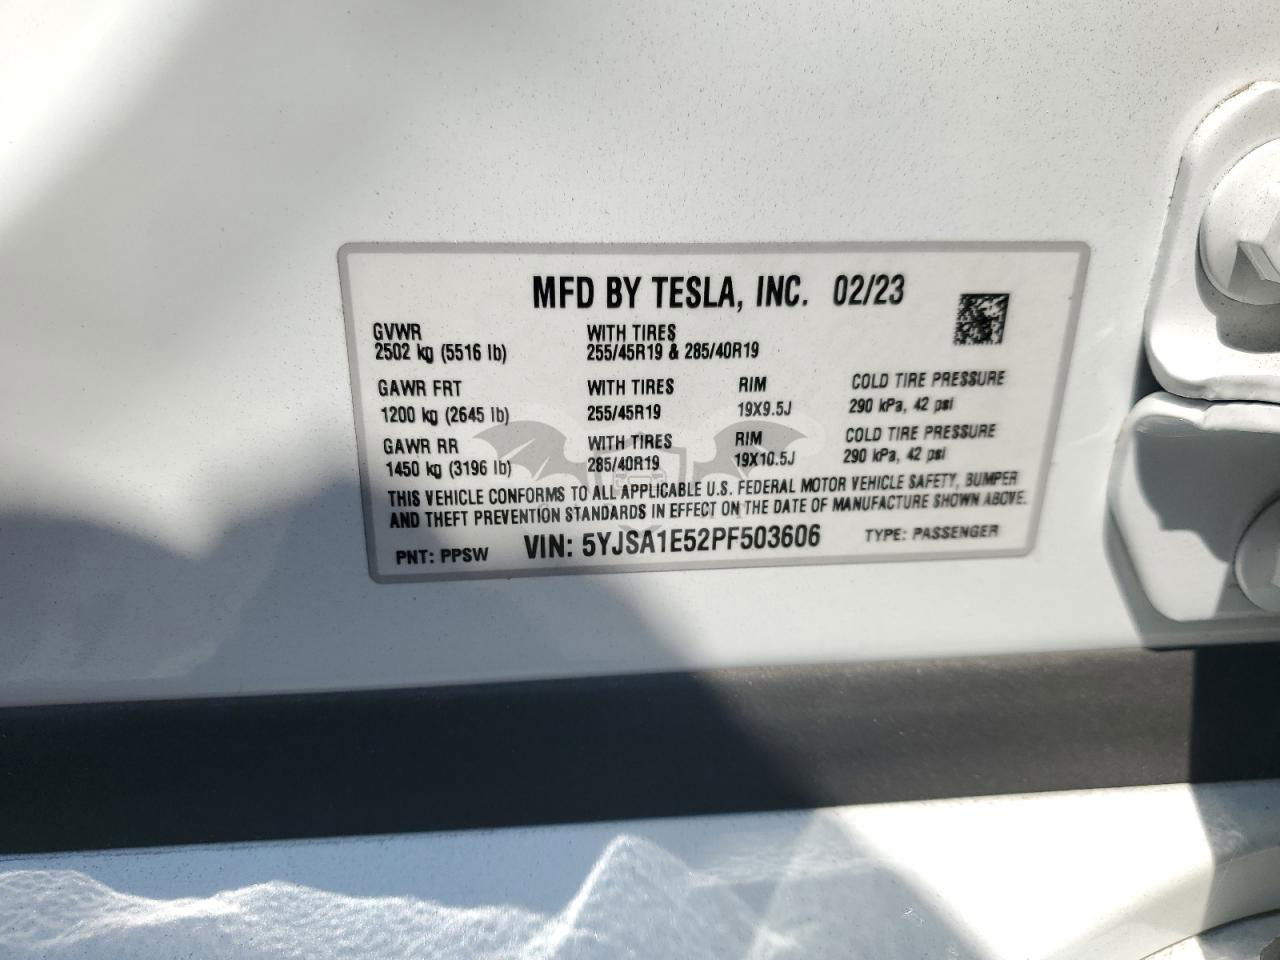 MFD BY TESLA, INC. 02/23
GVWR WITH TIRES
2502 kg (5516 lb) 255/45R19 & 285/40R19
GAWR FRT WITH TIRES RIM COLD TIRE PRESSURE
1200 kg (2645 lb) 255/45R19 19X9.5J 290 kPa, 42 psi
GAWR RR WITH TIRES RIM COLD TIRE PRESSURE
1450 kg (3196 lb) 285/40R19 19X10.5J 290 kPa, 42 psi
THIS VEHICLE CONFORMS TO ALL APPLICABLE U.S. FEDERAL MOTOR VEHICLE SAFETY, BUMPER
AND THEFT PREVENTION STANDARDS IN EFFECT ON THE DATE OF MANUFACTURE SHOWN ABOVE.
PNT: PPSW VIN: 5YJSA1E52PF503606 TYPE: PASSENGER